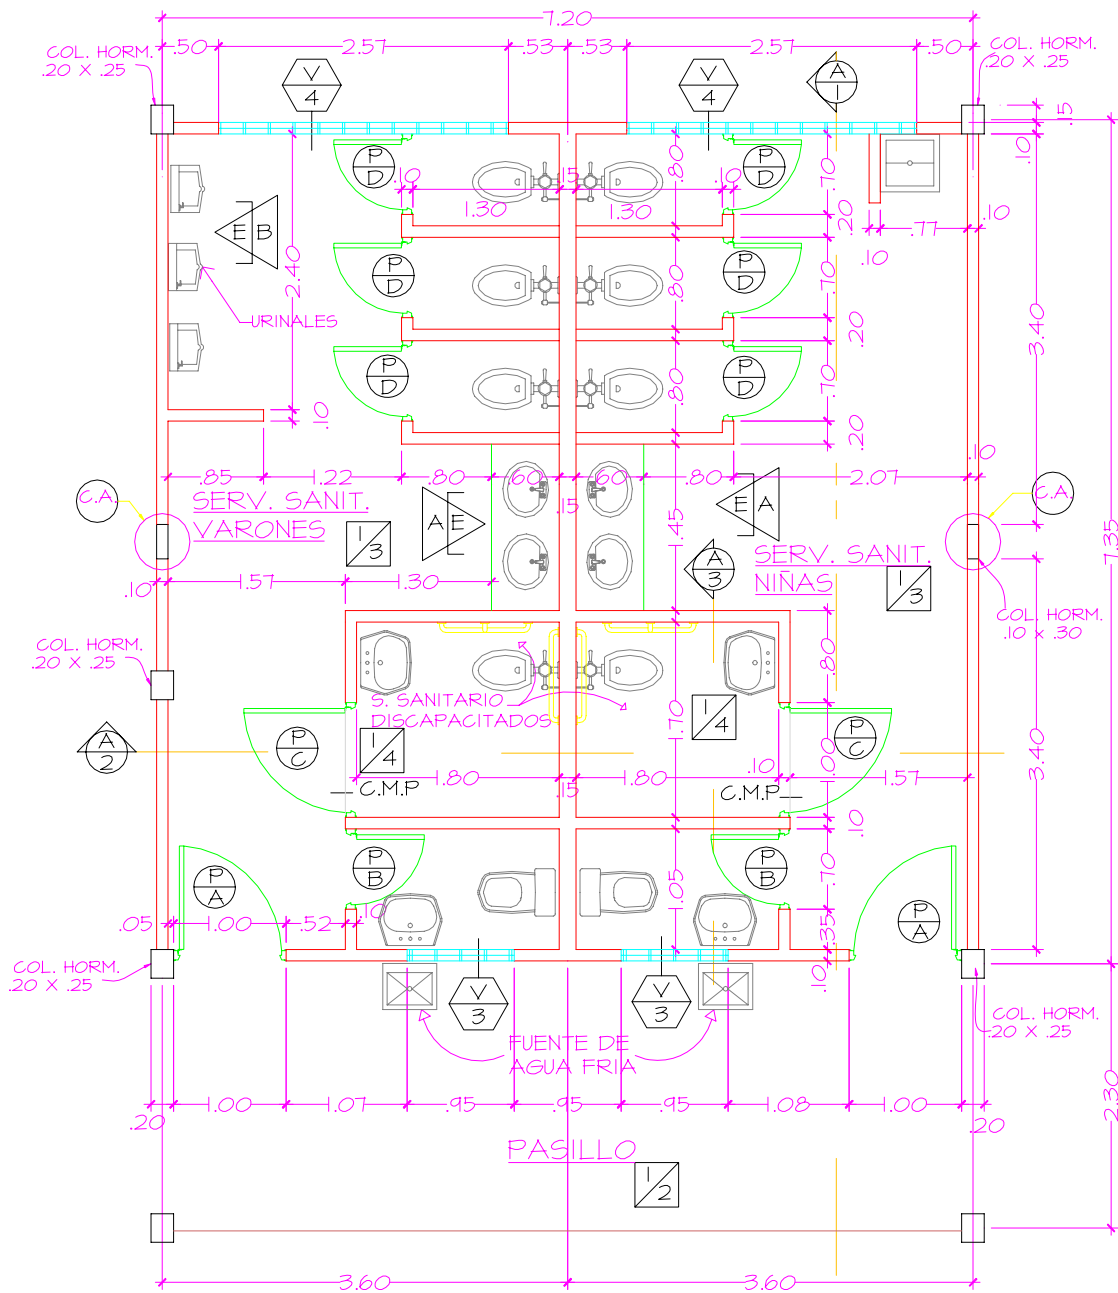 7.20
.50
2.57
.53
.53
2.57
.50
COL. HORM.
.20 X .25
COL. HORM.
.20 X .25
V
4
V
4
A
1
.15
.10
P
D
P
D
.80
.15
.70
.10
.10
1.30
1.30
.20
.77
.10
.10
E B
2.40
P
D
P
D
.80
.70
URINALES
.20
3.40
7.35
P
D
P
D
.80
.70
.10
.20
.85
1.22
.80
.60
.60
.80
2.07
.10
.15
C.A.
C.A.
SERV. SANIT.
VARONES
1
3
A E
E A
.45
A
3
SERV. SANIT.
NIÑAS
1
3
.10
1.57
1.30
COL. HORM.
.10 x .30
COL. HORM.
.20 X .25
.80
S. SANITARIO
DISCAPACITADOS
1
4
1
4
1.70
A
2
P
C
P
C
1.00
3.40
1.80
1.80
.10
1.57
.15
C.M.P
C.M.P
.10
P
A
P
B
P
B
.70
1.05
P
A
.05
1.00
.52
.10
.35
.10
COL. HORM.
.20 X .25
V
3
V
3
COL. HORM.
.20 X .25
FUENTE DE
AGUA FRIA
2.30
.20
1.00
1.07
.95
.95
.95
1.08
1.00
.20
PASILLO
1
2
3.60
3.60